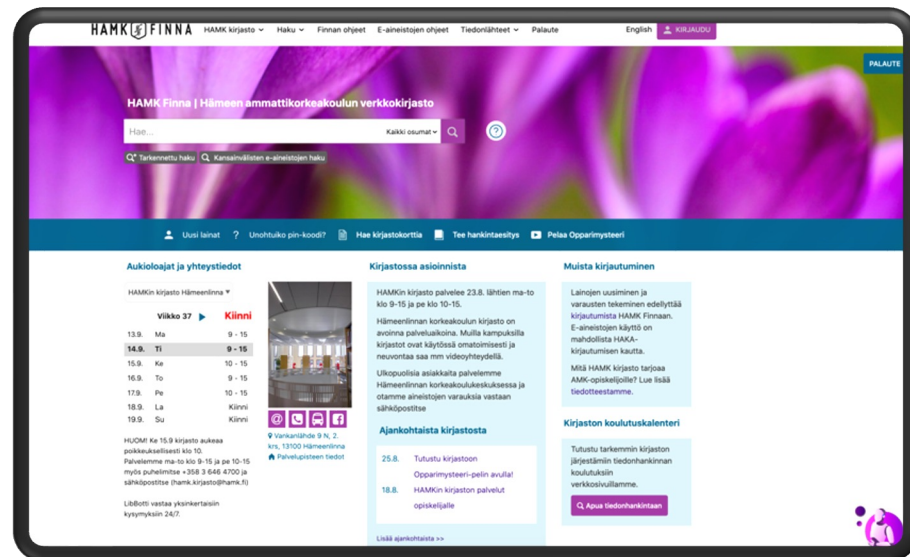 HAMK FINNA HAMK kirjasto Haku Finnan ohjeet E-aineistojen ohjeet Tiedonlähteet Palaute English KIRJAUDU
PALAUTE
HAMK Finna | Hämeen ammattikorkeakoulun verkkokirjasto
Hae... Kaikki osumat ?
Tarkennettu haku Kansainvälisten e-aineistojen haku
Uusi lainat ? Unohtuiko pin-koodi? Hae kirjastokorttia Tee hankintaesitys Pelaa Opparimysteeri
Aukioloajat ja yhteystiedot
HAMKin kirjasto Hämeenlinna
Viikko 37 Kiinni
13.9. Ma 9 - 15
14.9. Ti 9 - 15
15.9. Ke 10 - 15
16.9. To 9 - 15
17.9. Pe 10 - 15
18.9. La Kiinni
19.9. Su Kiinni
HUOM! Ke 15.9 kirjasto aukeaa
poikkeuksellisesti klo 10.
Palvelemme ma-to klo 9-15 ja pe 10-15
myös puhelimitse +358 3 646 4700 ja
sähköpostitse (hamk.kirjasto@hamk.fi)
LibBotti vastaa yksinkertaisiin
kysymyksiin 24/7.
Vankanlähde 9 N, 2.
krs, 13100 Hämeenlinna
Palvelupisteen tiedot
Kirjastossa asioinnista
HAMKin kirjasto palvelee 23.8. lähtien ma-to
klo 9-15 ja pe klo 10-15.
Hämeenlinnan korkeakoulun kirjasto on
avoinna palveluaikoina. Muilla kampuksilla
kirjastot ovat käytössä omatoimisesti ja
neuvontaa saa mm videoyhteydellä.
Ulkopuolisia asiakkaita palvelemme
Hämeenlinnan korkeakoulukeskuksessa ja
otamme aineistojen varauksia vastaan
sähköpostitse
Ajankohtaista kirjastosta
25.8. Tutustu kirjastoon
Opparimysteeri-pelin avulla!
18.8. HAMKin kirjaston palvelut
opiskelijalle
Lisää ajankohtaista >>
Muista kirjautuminen
Lainojen uusiminen ja
varausten tekeminen edellyttää
kirjautumista HAMK Finnaan.
E-aineistojen käyttö on
mahdollista HAKA-
kirjautumisen kautta.
Mitä HAMK kirjasto tarjoaa
AMK-opiskelijoille? Lue lisää
tiedotteestamme.
Kirjaston koulutuskalenteri
Tutustu tarkemmin kirjaston
järjestämiin tiedonhankinnan
koulutuksiin
verkkosivuillamme.
Apua tiedonhankintaan